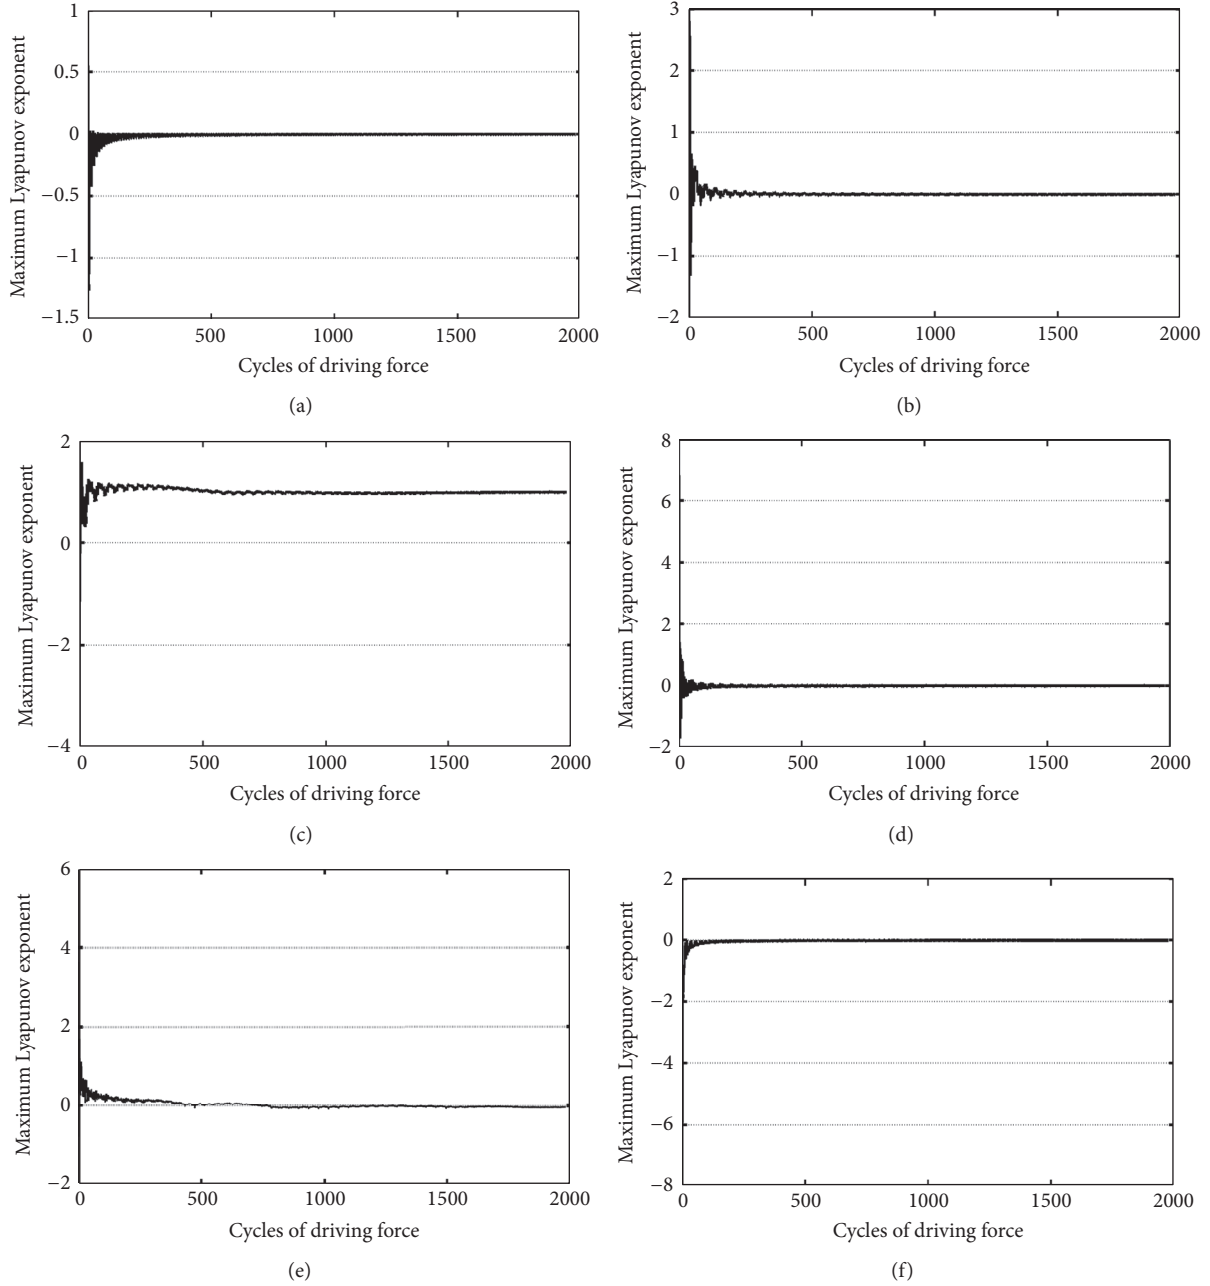 Maximum Lyapunov exponent
1
0.5
0
−0.5
−1
−1.5
0 500 1000 1500 2000
Cycles of driving force
(a)
Maximum Lyapunov exponent
3
2
1
0
−1
−2
0 500 1000 1500 2000
Cycles of driving force
(b)
Maximum Lyapunov exponent
2
0
−2
−4
0 500 1000 1500 2000
Cycles of driving force
(c)
Maximum Lyapunov exponent
8
6
4
2
0
−2
0 500 1000 1500 2000
Cycles of driving force
(d)
Maximum Lyapunov exponent
6
4
2
0
−2
0 500 1000 1500 2000
Cycles of driving force
(e)
Maximum Lyapunov exponent
2
0
−2
−4
−6
−8
0 500 1000 1500 2000
Cycles of driving force
(f)